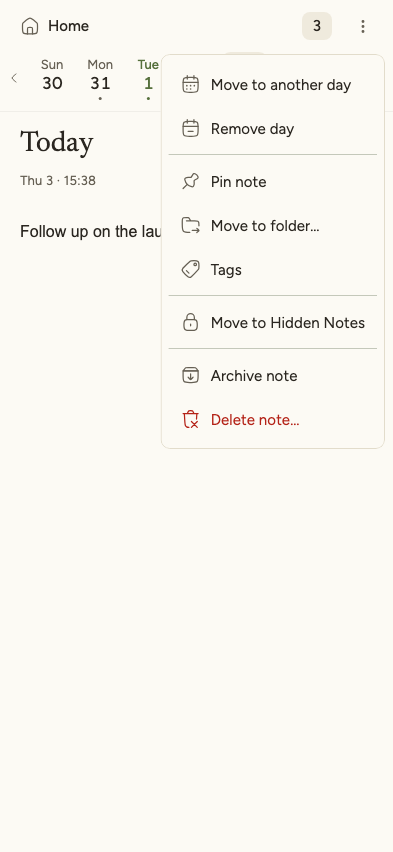 Home
3
Sun Mon Tue
30 31 1
Today
Thu 3 · 15:38
Follow up on the
Move to another day
Remove day
Pin note
Move to folder...
Tags
Move to Hidden Notes
Archive note
Delete note...